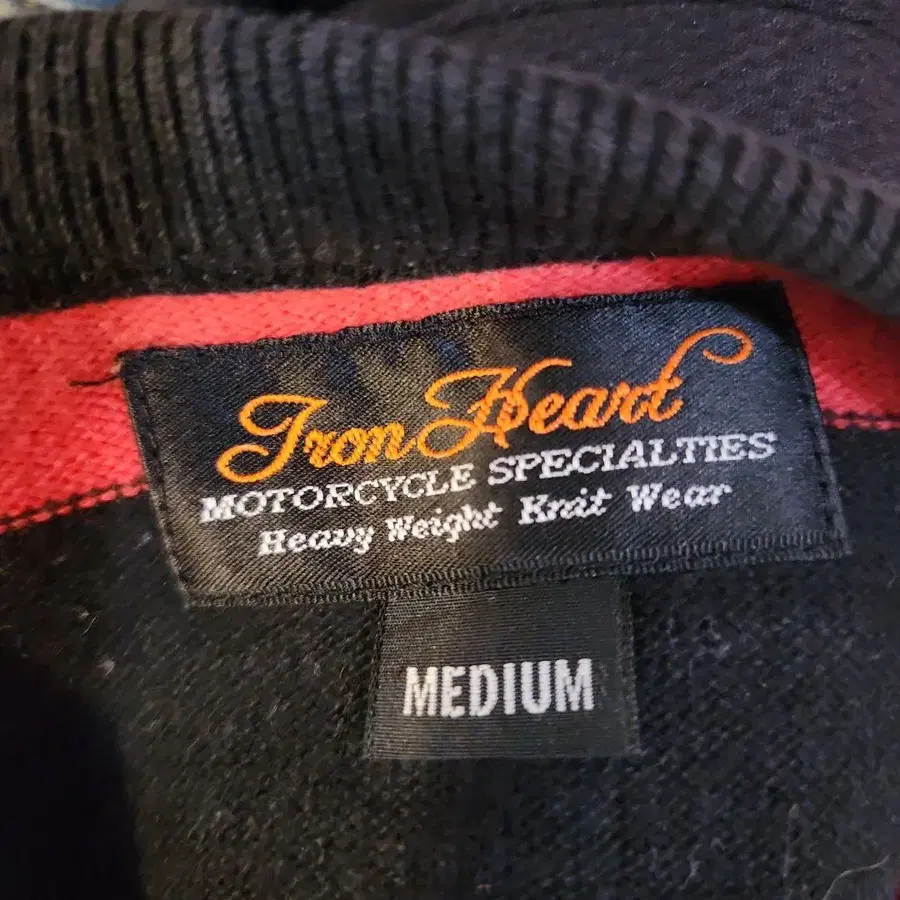 Iron Heart
MOTORCYCLE SPECIALTIES
Heavy Weight Knit Wear
MEDIUM